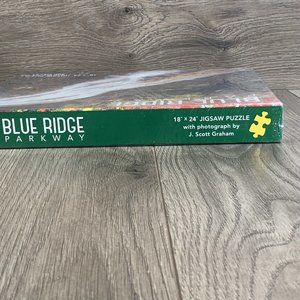 BLUE RIDGE
PARKWAY
18" × 24" JIGSAW PUZZLE
with photograph by
J. Scott Graham